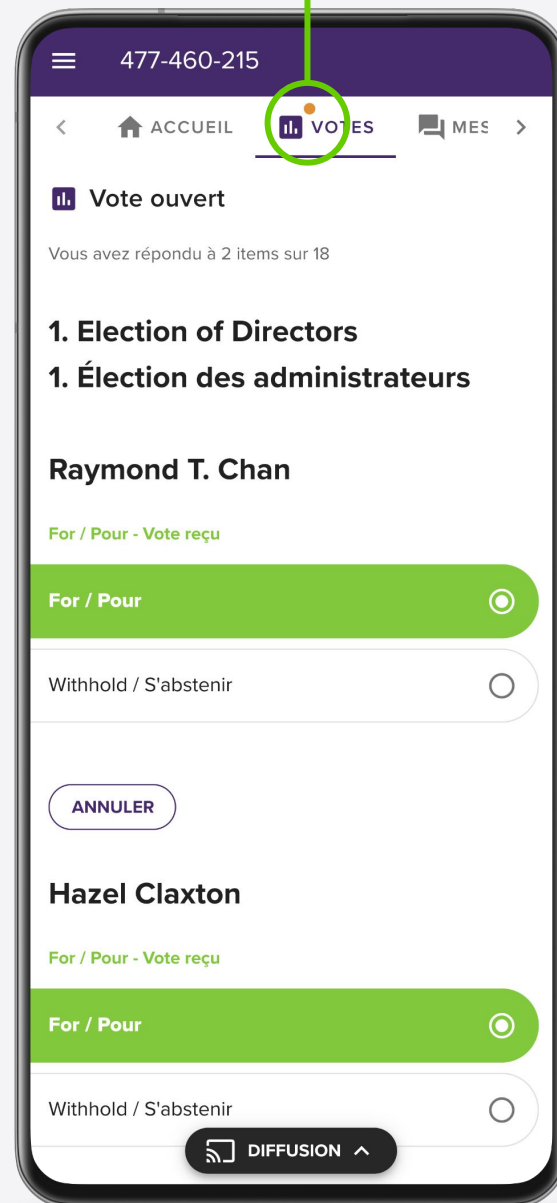 477-460-215
ACCUEIL VOTES MES
Vote ouvert
Vous avez répondu à 2 items sur 18
1. Election of Directors
1. Élection des administrateurs
Raymond T. Chan
For / Pour - Vote reçu
For / Pour
Withhold / S'abstenir
ANNULER
Hazel Claxton
For / Pour - Vote reçu
For / Pour
Withhold / S'abstenir
DIFFUSION